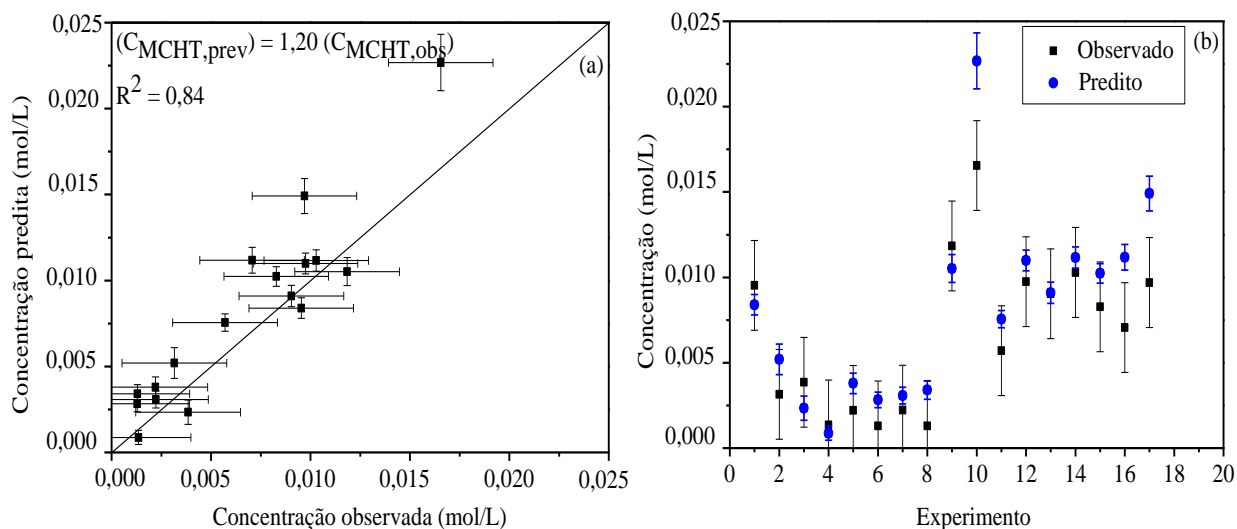 (C_MCHT,prev) = 1,20 (C_MCHT,obs)
R^2 = 0,84
(a)
0,025
0,020
0,015
0,010
0,005
0,000
Concentração predita (mol/L)
0,000 0,005 0,010 0,015 0,020 0,025
Concentração observada (mol/L)
(b)
Observado
Predito
0,025
0,020
0,015
0,010
0,005
0,000
Concentração (mol/L)
0 2 4 6 8 10 12 14 16 18 20
Experimento